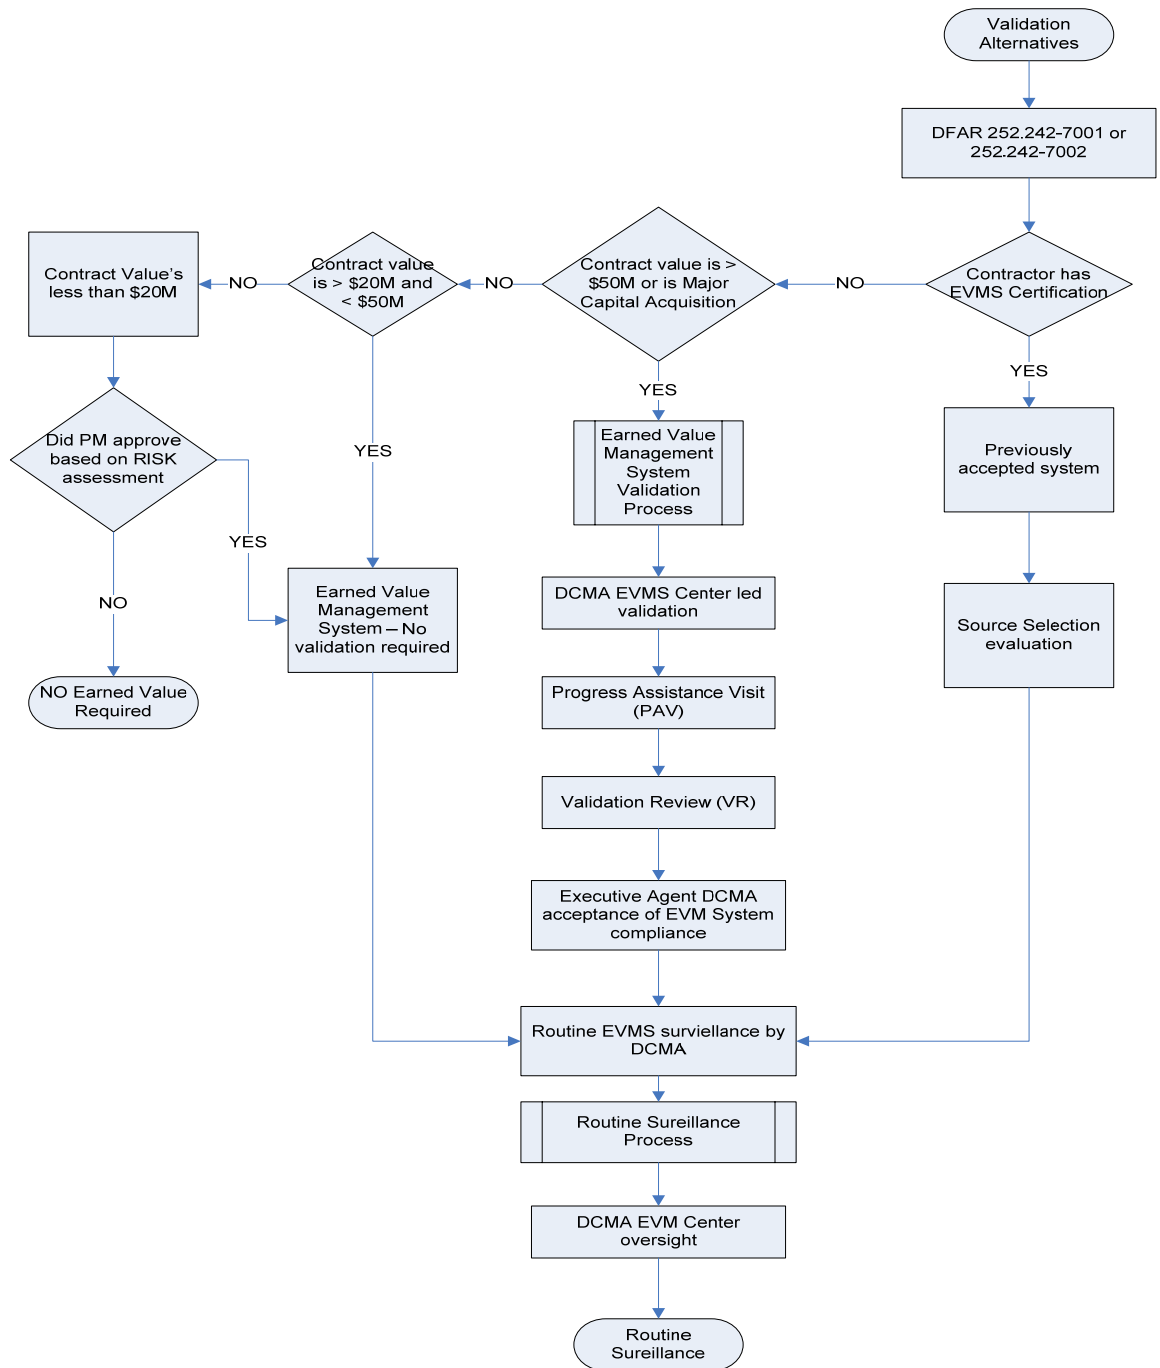 Validation
Alternatives
DFAR 252.242-7001 or
252.242-7002
Contractor has
EVMS Certification
NO
Contract value is >
$50M or is Major
Capital Acquisition
NO
Contract value
is > $20M and
< $50M
NO
Contract Value's
less than $20M
YES
YES
YES
Previously
accepted system
Earned Value
Management
System
Validation
Process
Did PM approve
based on RISK
assessment
YES
NO
Earned Value
Management
System – No
validation required
DCMA EVMS Center led
validation
Source Selection
evaluation
NO Earned Value
Required
Progress Assistance Visit
(PAV)
Validation Review (VR)
Executive Agent DCMA
acceptance of EVM System
compliance
Routine EVMS surviellance by
DCMA
Routine Sureillance
Process
DCMA EVM Center
oversight
Routine
Sureillance